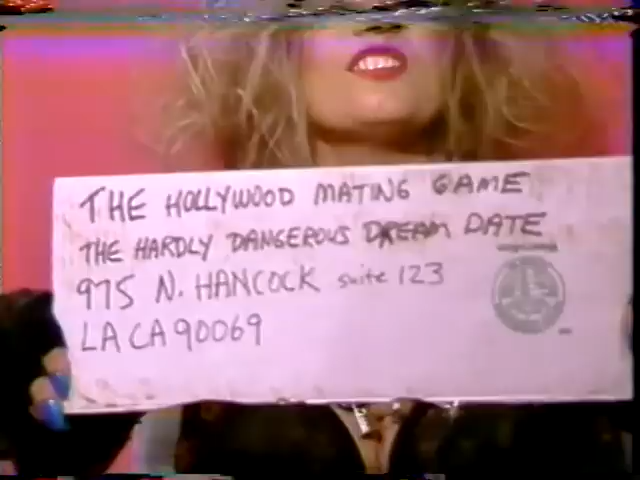 THE HOLLYWOOD MATING GAME
THE HARDLY DANGEROUS DREAM DATE
975 N. HANCOCK suite 123
LA CA 90069